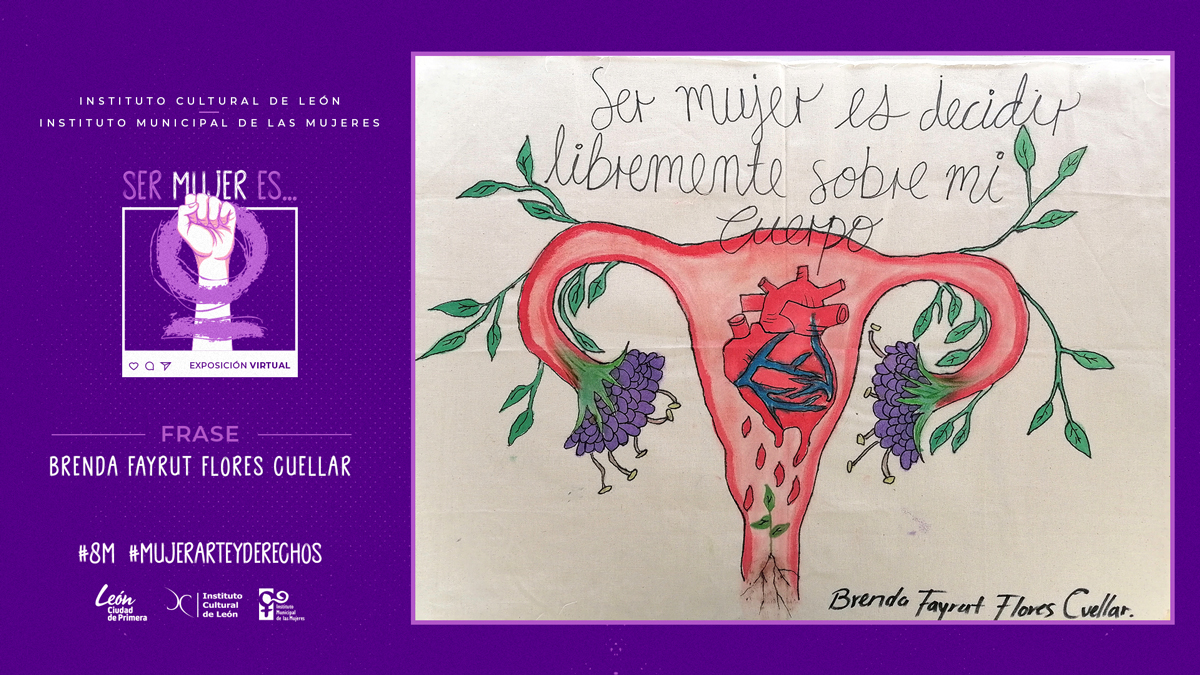 INSTITUTO CULTURAL DE LEÓN
INSTITUTO MUNICIPAL DE LAS MUJERES
SER MUJER ES...
EXPOSICIÓN VIRTUAL
FRASE
BRENDA FAYRUT FLORES CUELLAR
#8M #MUJERARTEYDERECHOS
León
Ciudad
de Primera
Instituto
Cultural
de León
Instituto
Municipal
de las Mujeres
Ser mujer es decidir
libremente sobre mi
cuerpo
Brenda Fayrut Flores Cuellar.